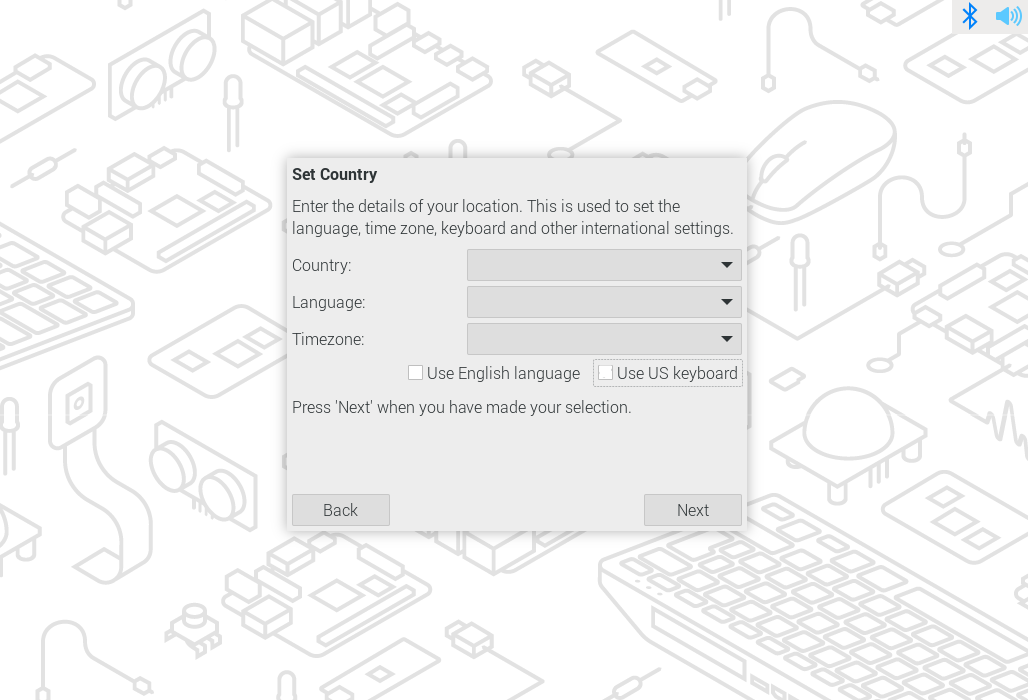 Set Country
Enter the details of your location. This is used to set the
language, time zone, keyboard and other international settings.
Country:
Language:
Timezone:
Use English language Use US keyboard
Press 'Next' when you have made your selection.
Back Next